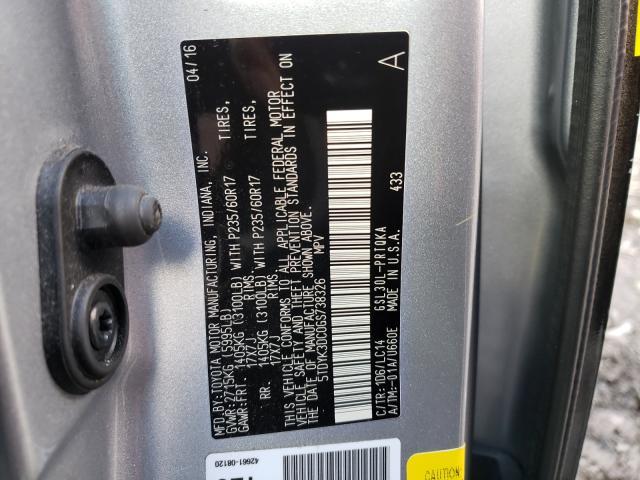 MFD.BY:TOYOTA MOTOR MANUFACTURING, INDIANA, INC. 04/16
GVWR:2715KG (5995LB)
GAWR:FRT. 1405KG (3100LB) WITH P235/60R17 TIRES,
17X7J RIMS
RR. 1405KG (3100LB) WITH P235/60R17 TIRES,
17X7J RIMS
THIS VEHICLE CONFORMS TO ALL APPLICABLE FEDERAL MOTOR
VEHICLE SAFETY AND THEFT PREVENTION STANDARDS IN EFFECT ON
THE DATE OF MANUFACTURE SHOWN ABOVE.
5TDYK3DC0GS738326 MPV
A
C/TR:1D6/LC14 GSL30L-PRTQKA
A/TM:-01A/U660E MADE IN U.S.A. 433
42661-08120
CAUTION